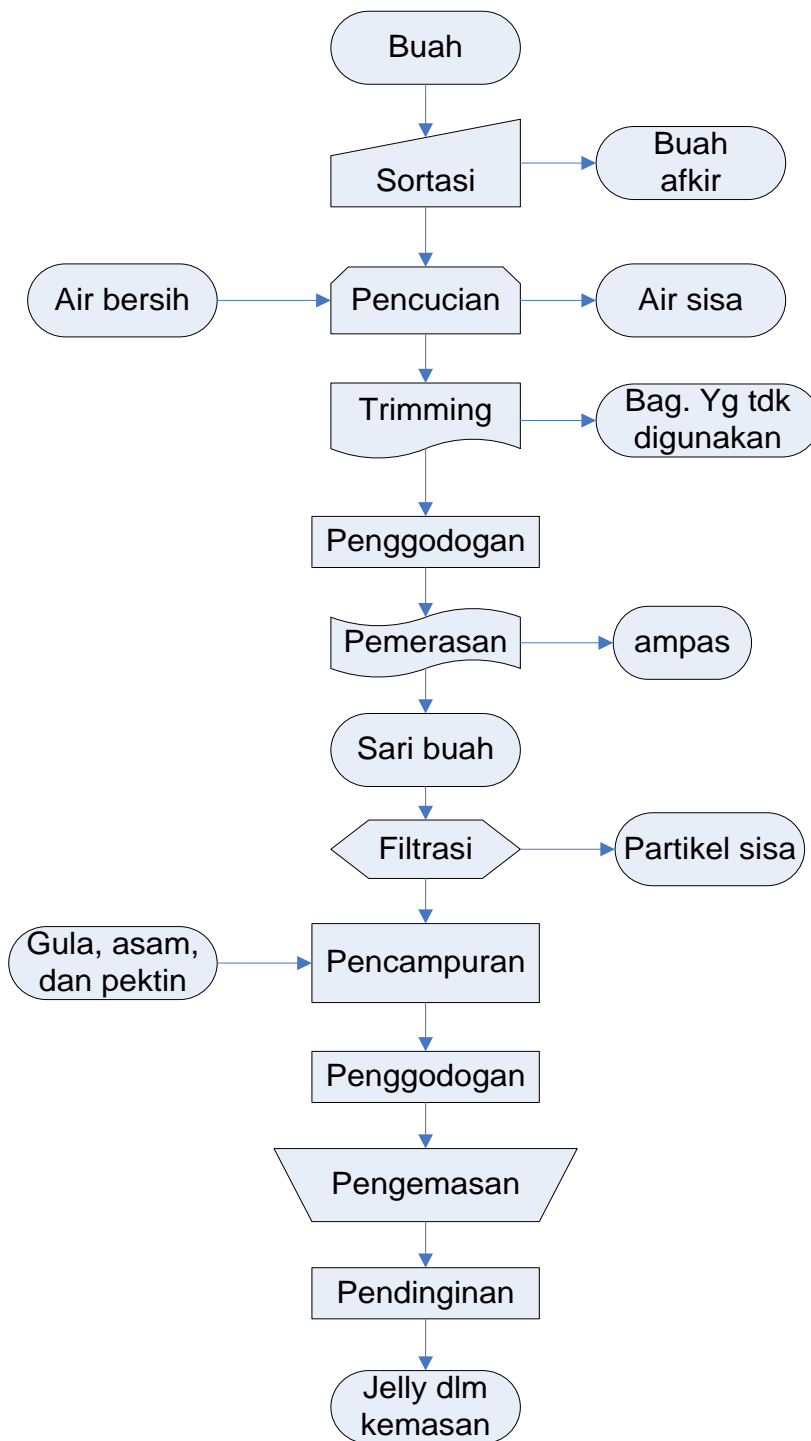 Buah
Sortasi
Buah
afkir
Air bersih
Pencucian
Air sisa
Trimming
Bag. Yg tdk
digunakan
Penggodogan
Pemerasan
ampas
Sari buah
Filtrasi
Partikel sisa
Gula, asam,
dan pektin
Pencampuran
Penggodogan
Pengemasan
Pendinginan
Jelly dlm
kemasan